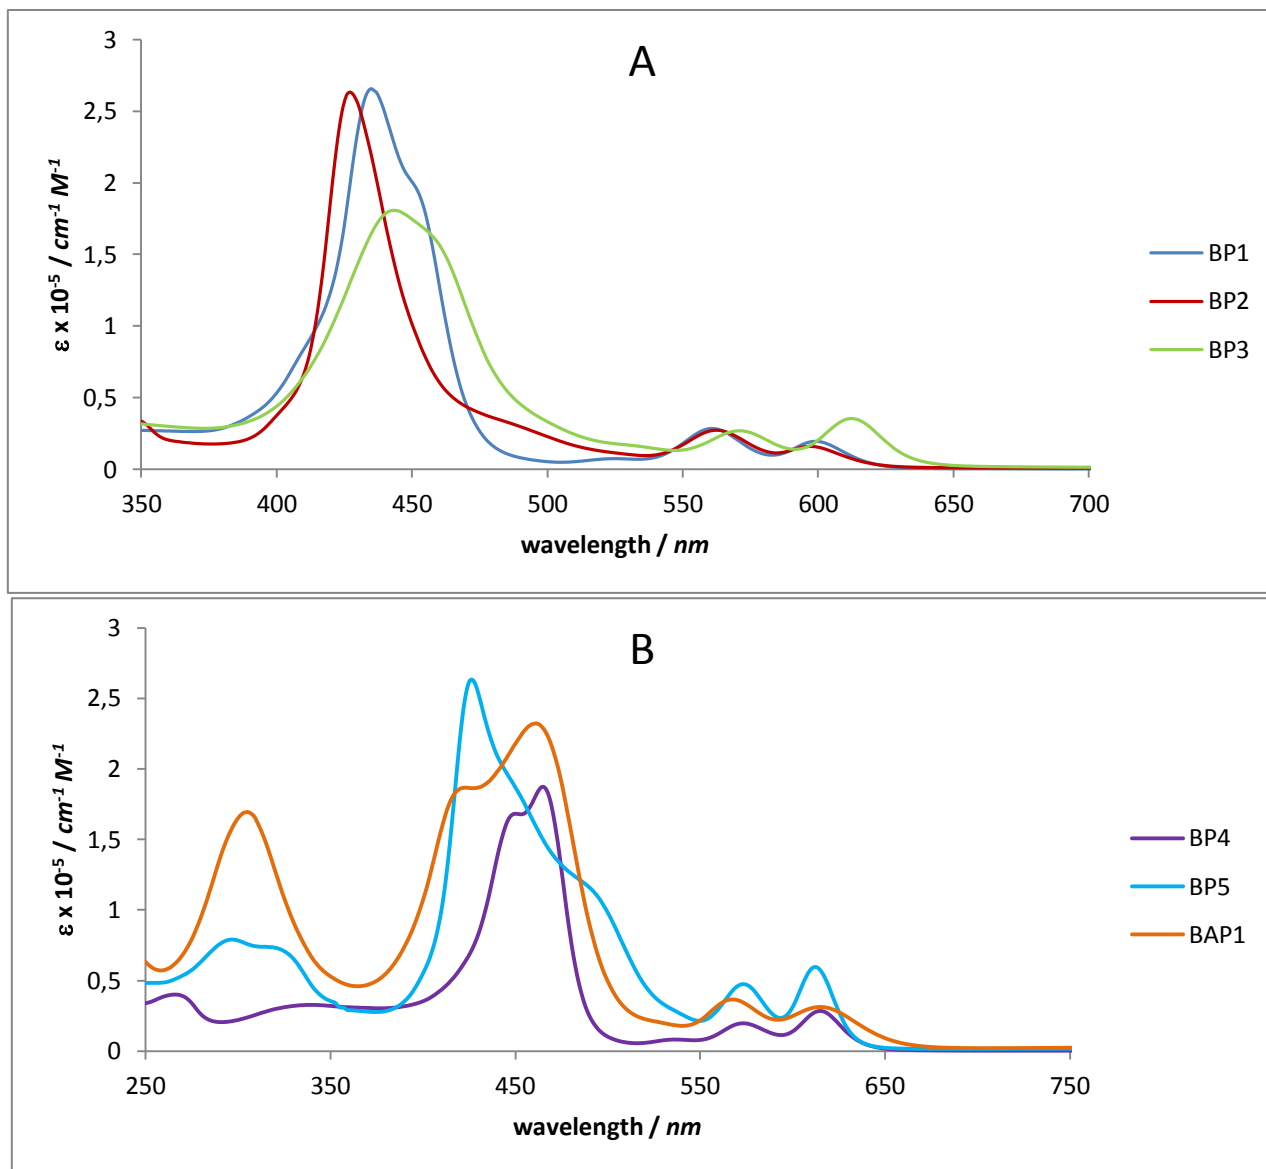 A
3
2,5
2
1,5
1
0,5
0
ε x 10⁻⁵ / cm⁻¹ M⁻¹
350 400 450 500 550 600 650 700
wavelength / nm
BP1
BP2
BP3
B
3
2,5
2
1,5
1
0,5
0
ε x 10⁻⁵ / cm⁻¹ M⁻¹
250 350 450 550 650 750
wavelength / nm
BP4
BP5
BAP1